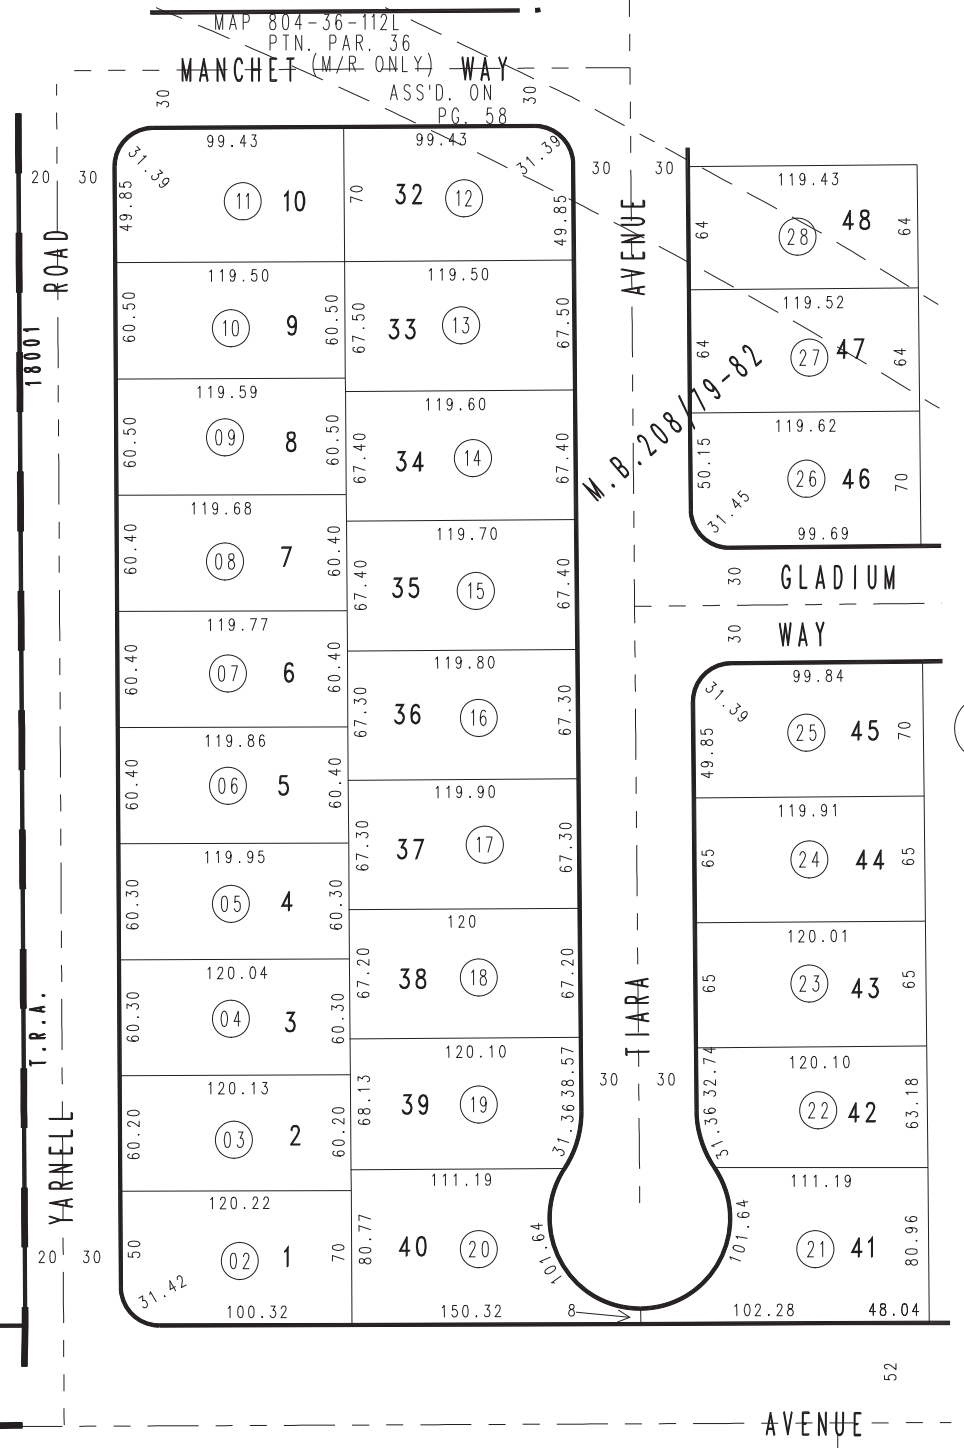 MAP 804-36-112L
PTN. PAR. 36
MANCHET (M/R ONLY) WAY
30 ASS'D. ON 30
PG. 58
99.43 99.43
31.39 31.39
20 30 30 30
119.43
49.85 11 10 70 32 12 49.85
64 28 48 64
ROAD AVENUE
119.50 119.50
119.52
60.50 10 9 60.50 67.50 33 13 67.50
18001
64 27 47 64
119.59 119.60
M.B.208/79-82
119.62
60.50 09 8 60.50 67.40 34 14 67.40
50.15 26 46 70
31.45
119.68 119.70
99.69
60.40 08 7 60.40 67.40 35 15 67.40
30 GLADIUM
119.77 119.80
30 WAY
60.40 07 6 60.40 67.30 36 16 67.30
99.84
31.39
49.85 25 45 70
119.86 119.90
60.40 06 5 60.40 67.30 37 17 67.30
119.91
65 24 44 65
119.95 120
60.30 05 4 60.30 67.20 38 18 67.20
120.01
65 23 43 65
120.04
60.30 04 3 60.30
T.R.A. TIARA
120.10 38.57 32.74 120.10
30 30
120.13
68.13 39 19 31.36 31.36 22 42 63.18
60.20 03 2 60.20
YARNELL
120.22 111.19 111.19
50 02 1 70 80.77 40 20 101.64 101.64 21 41 80.96
20 30
31.42
100.32 150.32 8 102.28 48.04
52
AVENUE